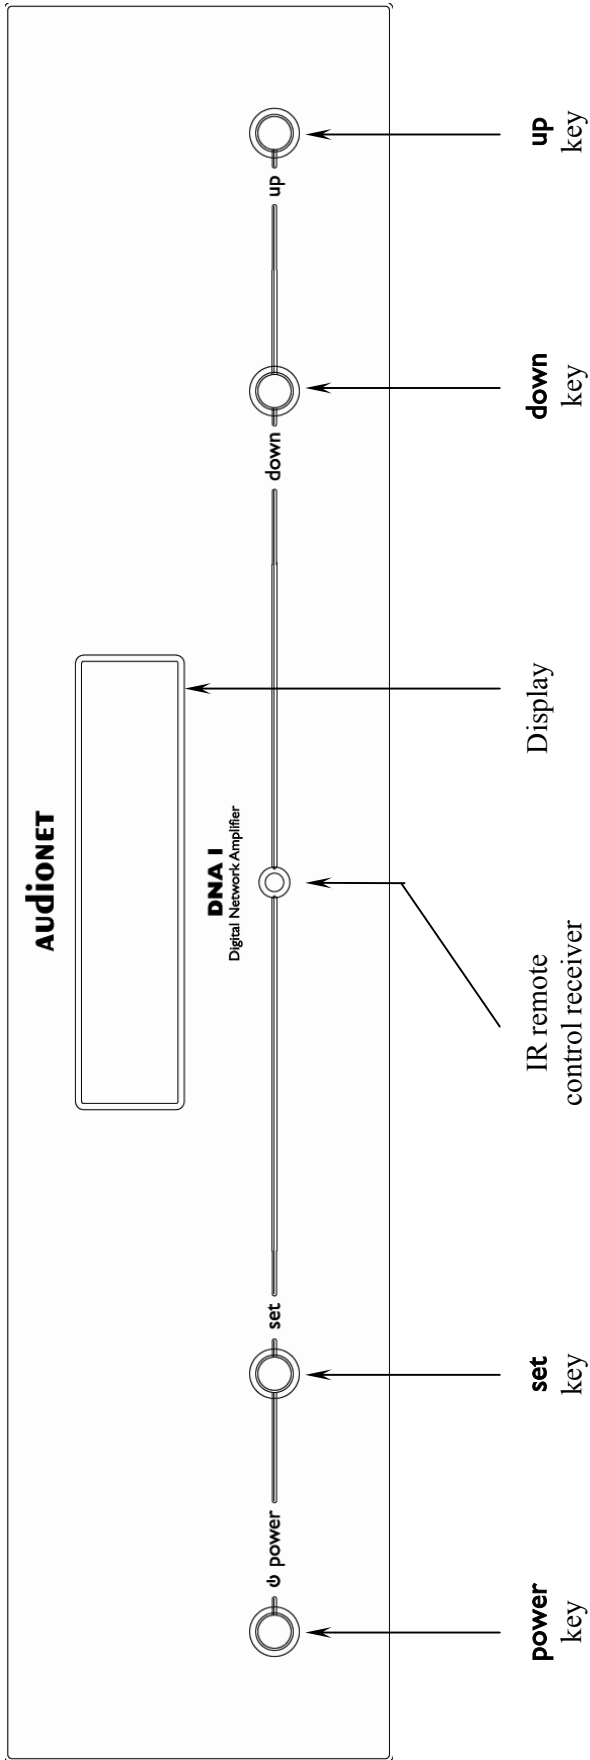 AUDIONET
DNA I
Digital Network Amplifier
power
set
down
up
power
key
set
key
IR remote
control receiver
Display
down
key
up
key